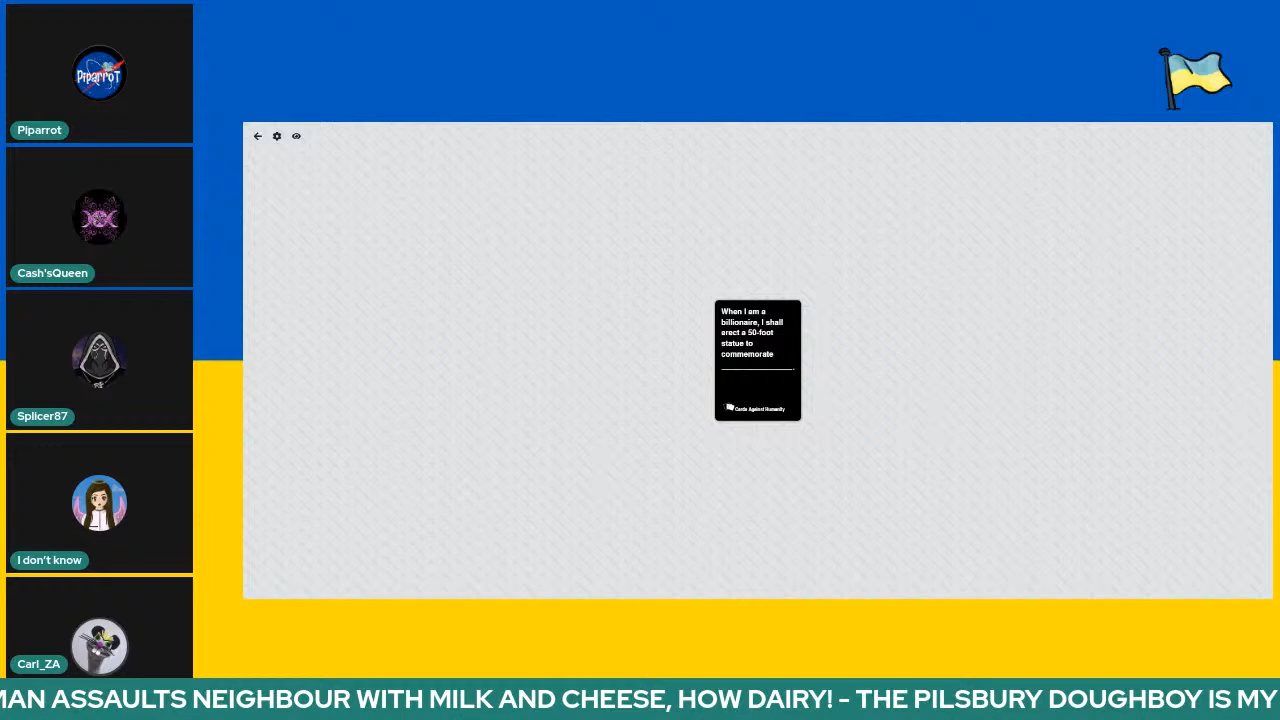 PiparroT
Piparrot
Cash'sQueen
Splicer87
I don't know
Carl_ZA
When I am a
billionaire, I shall
erect a 50-foot
statue to
commemorate
____________.
Cards Against Humanity
MAN ASSAULTS NEIGHBOUR WITH MILK AND CHEESE, HOW DAIRY! - THE PILSBURY DOUGHBOY IS MY